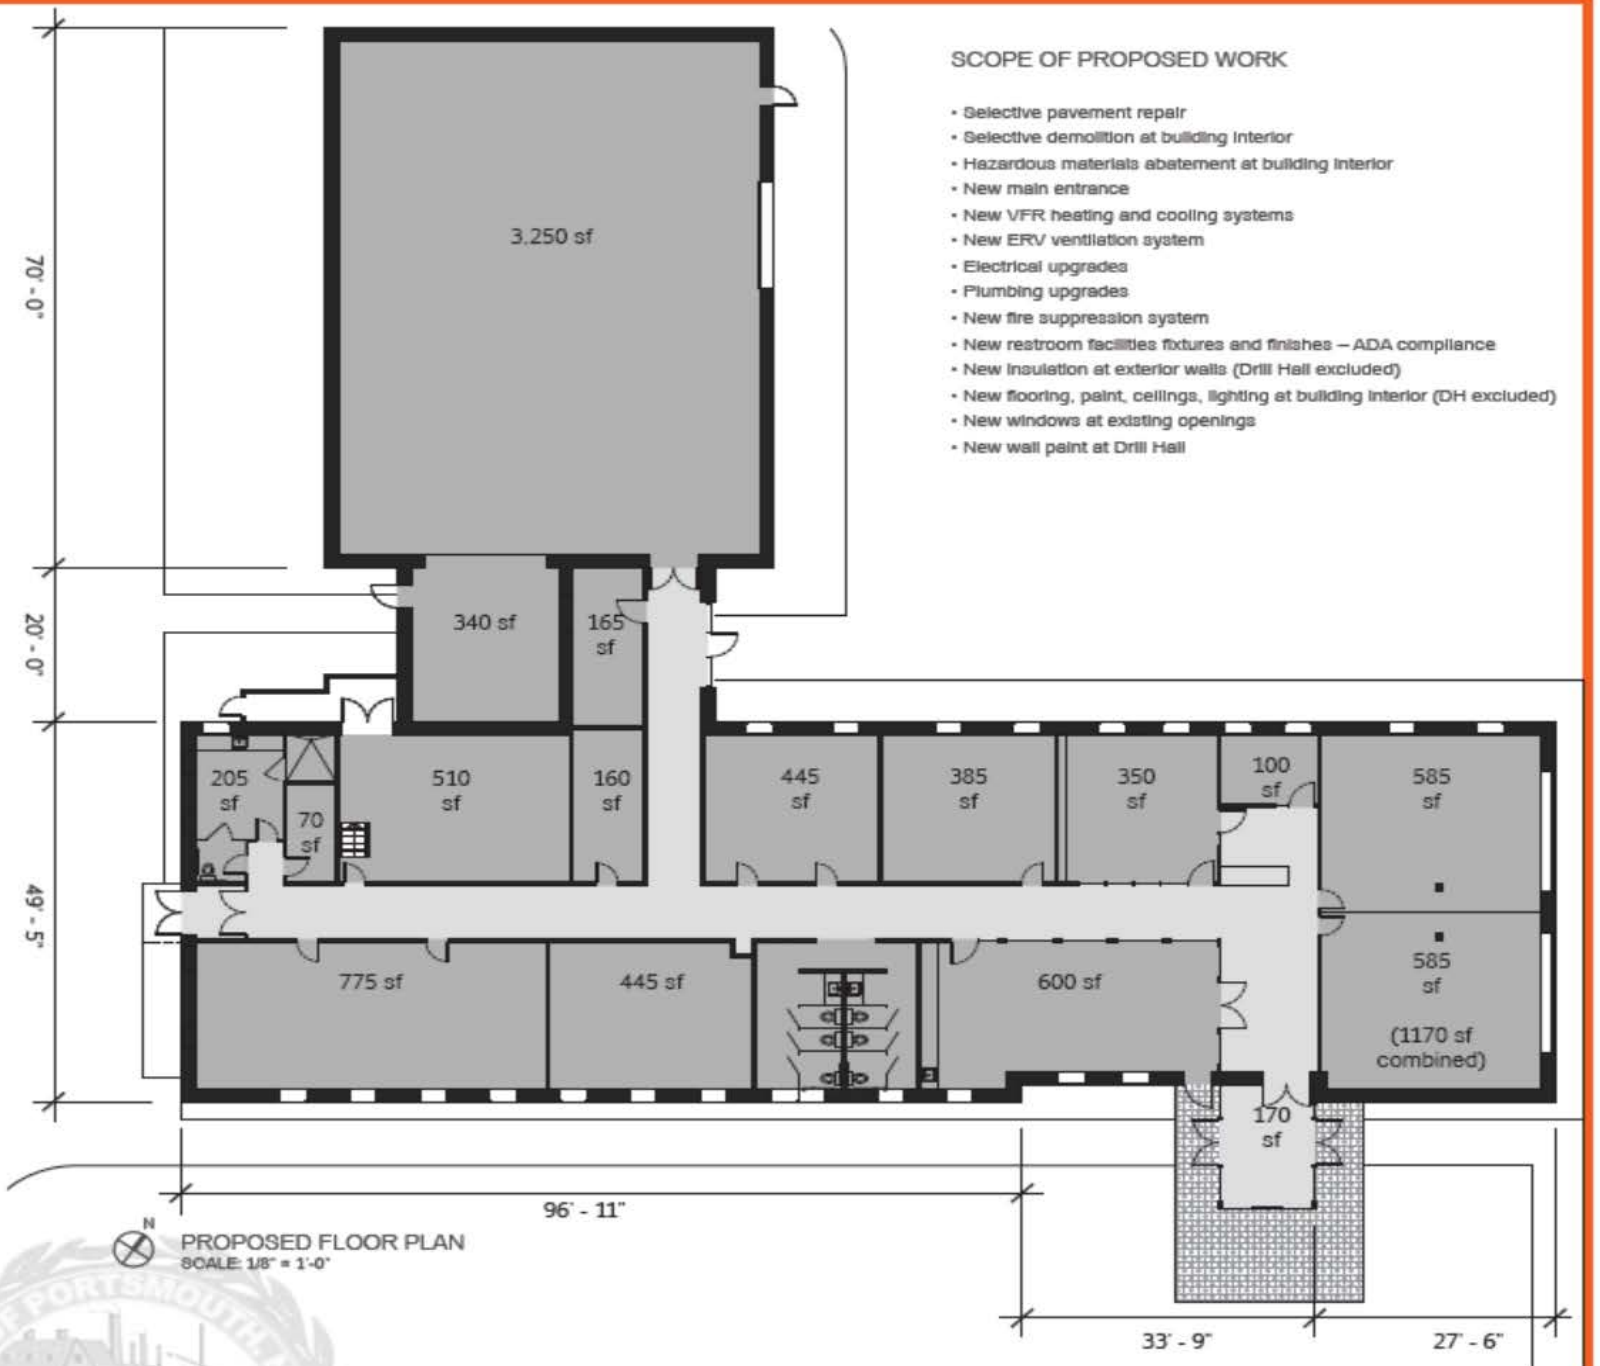 SCOPE OF PROPOSED WORK
• Selective pavement repair
• Selective demolition at building interior
• Hazardous materials abatement at building interior
• New main entrance
• New VFR heating and cooling systems
• New ERV ventilation system
• Electrical upgrades
• Plumbing upgrades
• New fire suppression system
• New restroom facilities fixtures and finishes – ADA compliance
• New insulation at exterior walls (Drill Hall excluded)
• New flooring, paint, ceilings, lighting at building interior (DH excluded)
• New windows at existing openings
• New wall paint at Drill Hall
3,250 sf
70' - 0"
20' - 0"
49' - 5"
340 sf
165
sf
205
sf
70
sf
510
sf
160
sf
445
sf
385
sf
350
sf
100
sf
585
sf
775 sf
445 sf
600 sf
585
sf
(1170 sf
combined)
170
sf
96' - 11"
33' - 9"
27' - 6"
N
PROPOSED FLOOR PLAN
SCALE: 1/8" = 1'-0"
OF PORTSMOUTH,